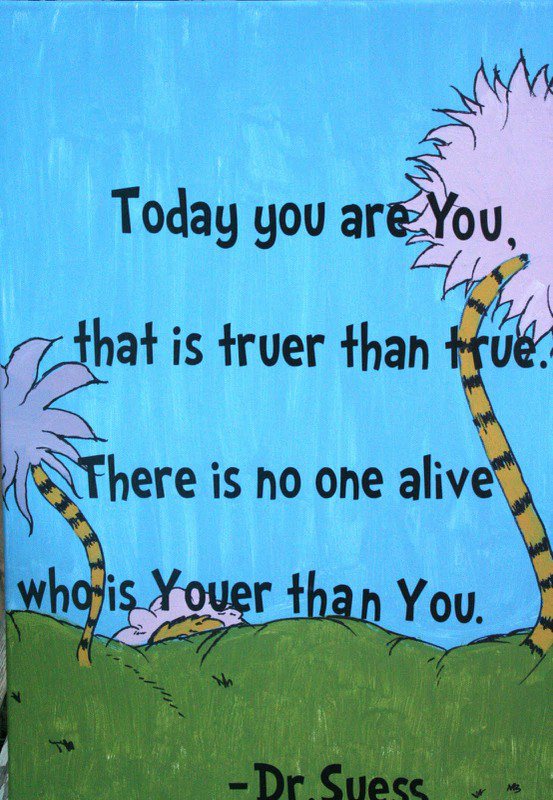 Today you are You,
that is truer than true.
There is no one alive
who is Youer than You.
-Dr. Suess